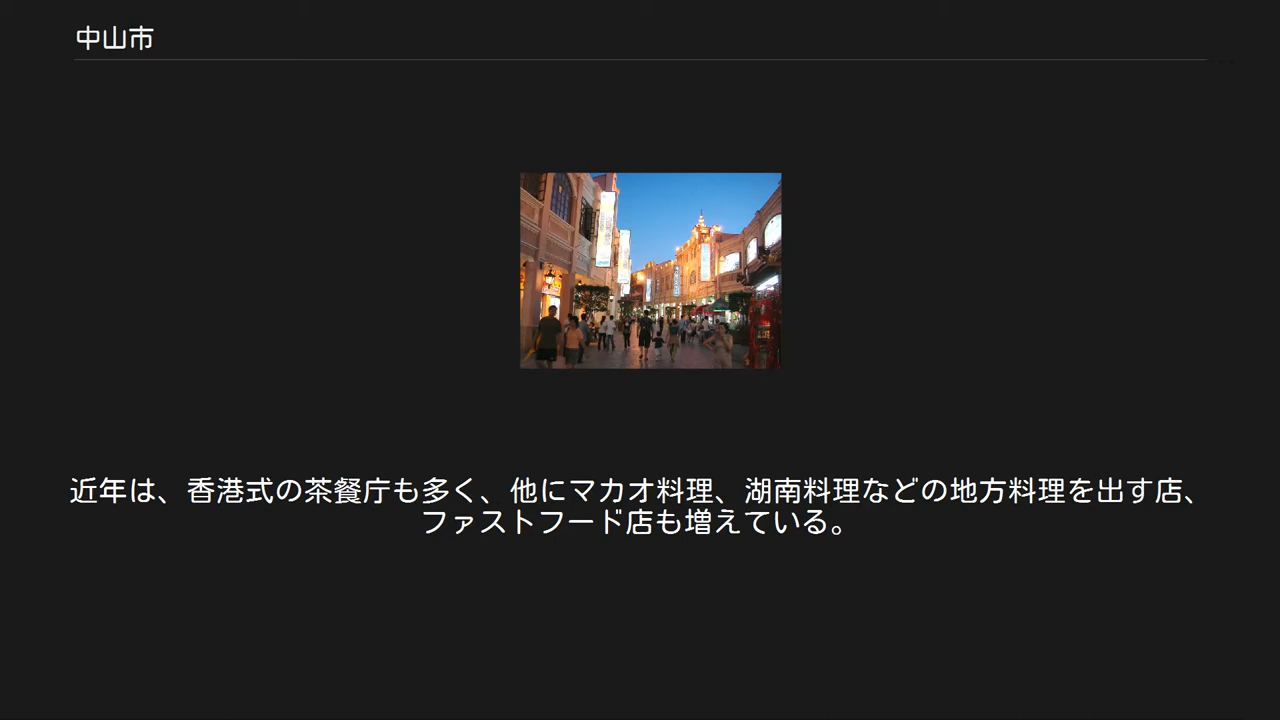 中山市
近年は、香港式の茶餐庁も多く、他にマカオ料理、湖南料理などの地方料理を出す店、
ファストフード店も増えている。